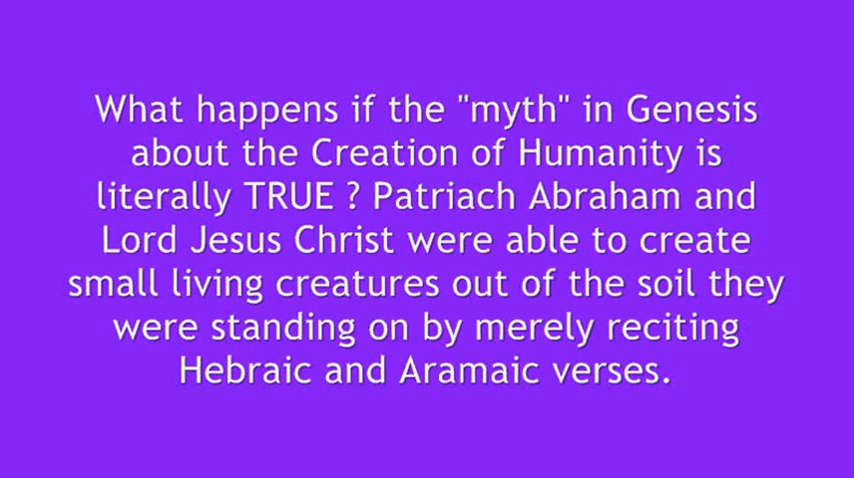 What happens if the "myth" in Genesis
about the Creation of Humanity is
literally TRUE ? Patriach Abraham and
Lord Jesus Christ were able to create
small living creatures out of the soil they
were standing on by merely reciting
Hebraic and Aramaic verses.